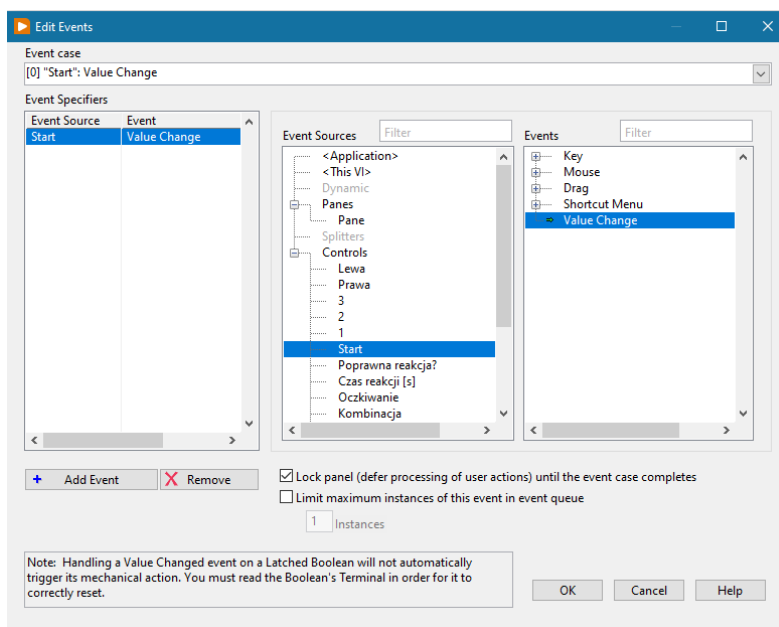 Edit Events
Event case
[0] "Start": Value Change
Event Specifiers
Event Source Event
Start Value Change
Add Event
Remove
Event Sources Filter
<Application>
<This VI>
Dynamic
Panes
Pane
Splitters
Controls
Lewa
Prawa
3
2
1
Start
Poprawna reakcja?
Czas reakcji [s]
Oczkiwanie
Kombinacja
Events Filter
Key
Mouse
Drag
Shortcut Menu
Value Change
Lock panel (defer processing of user actions) until the event case completes
Limit maximum instances of this event in event queue
1 Instances
Note: Handling a Value Changed event on a Latched Boolean will not automatically
trigger its mechanical action. You must read the Boolean's Terminal in order for it to
correctly reset.
OK Cancel Help